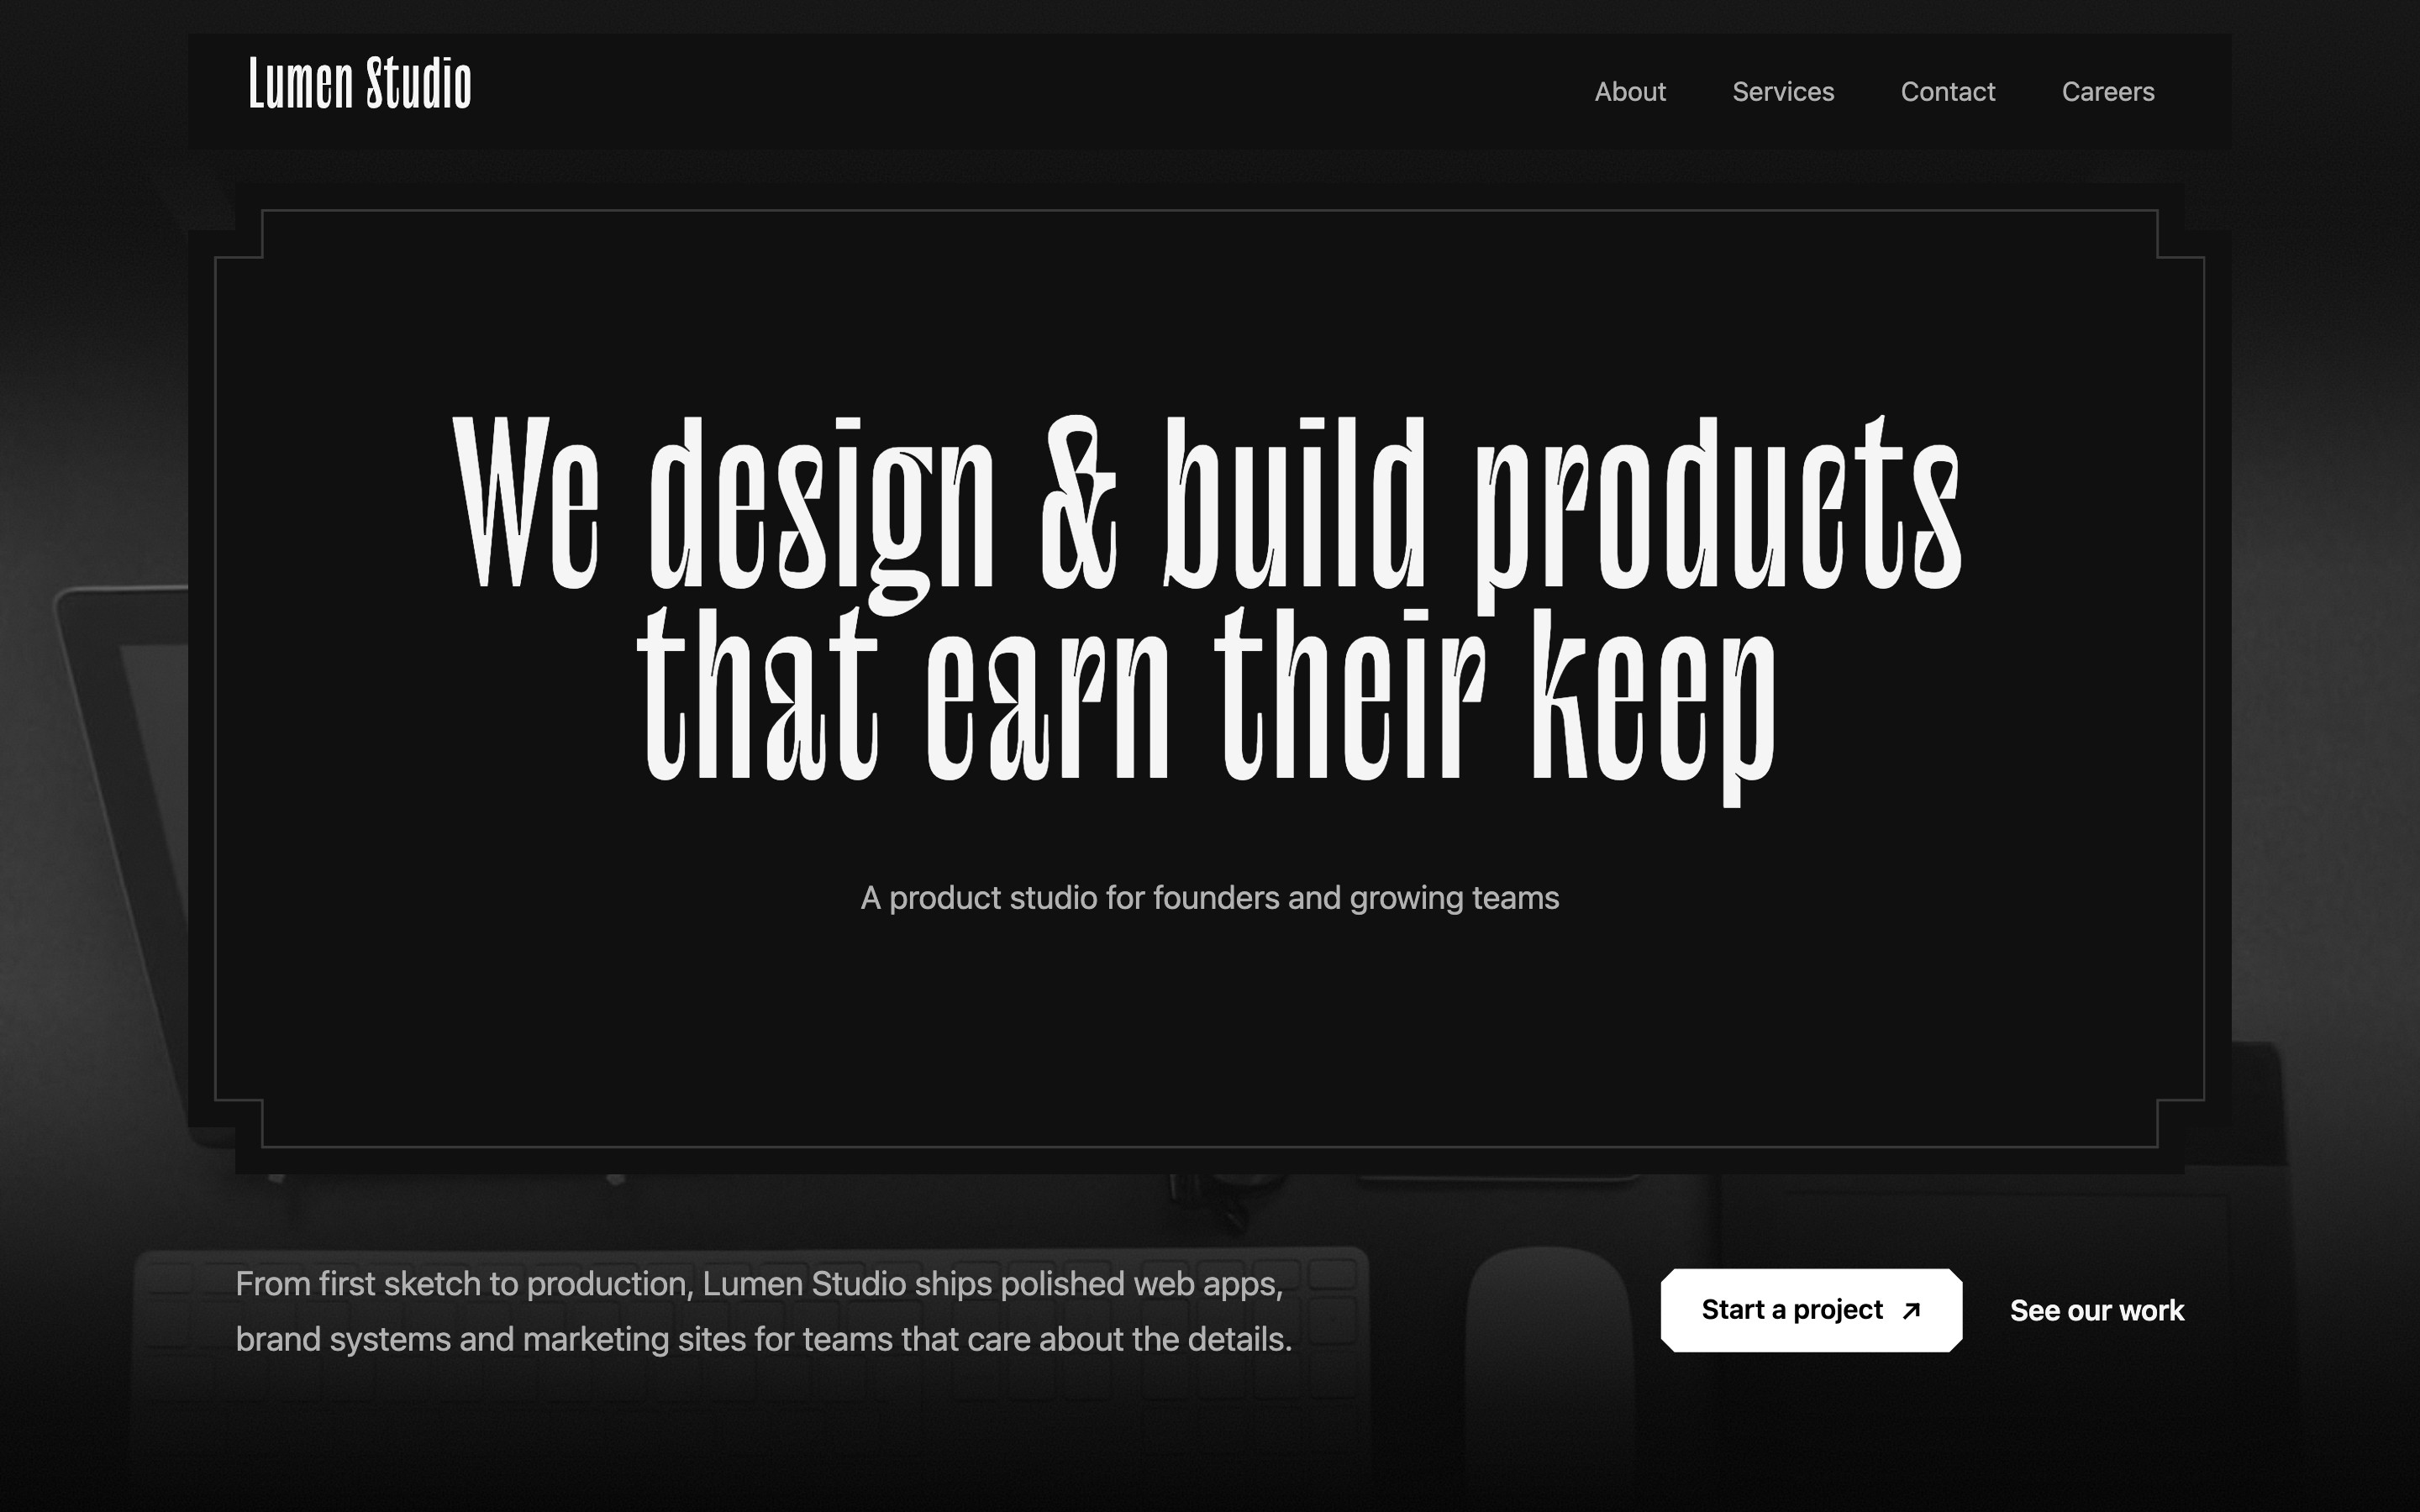 Lumen Studio
About
Services
Contact
Careers
We design & build products
that earn their keep
A product studio for founders and growing teams
From first sketch to production, Lumen Studio ships polished web apps,
brand systems and marketing sites for teams that care about the details.
Start a project
See our work